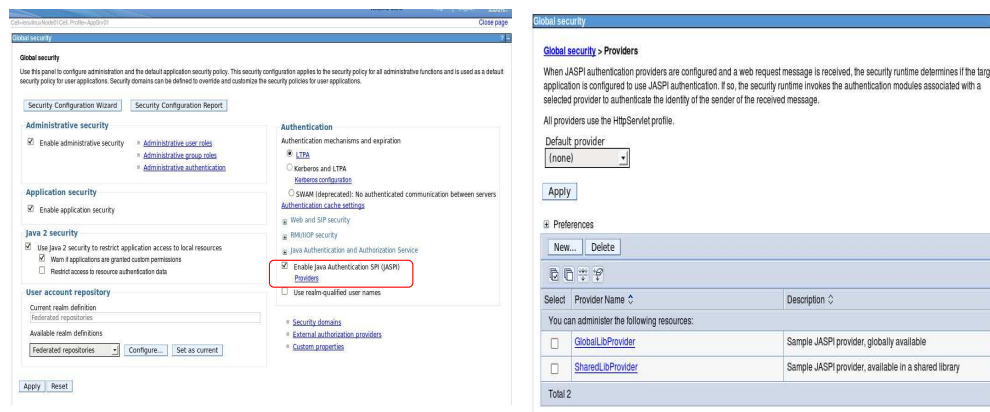 Cell=lenulinuxNode01Cell, Profile=AppSrv01
Close page
Global security
? -
Global security
Use this panel to configure administration and the default application security policy. This security configuration applies to the security policy for all administrative functions and is used as a default
security policy for user applications. Security domains can be defined to override and customize the security policies for user applications.
Security Configuration Wizard
Security Configuration Report
Administrative security
Enable administrative security
Administrative user roles
Administrative group roles
Administrative authentication
Application security
Enable application security
Java 2 security
Use Java 2 security to restrict application access to local resources
Warn if applications are granted custom permissions
Restrict access to resource authentication data
User account repository
Current realm definition
Federated repositories
Available realm definitions
Federated repositories
Configure...
Set as current
Apply
Reset
Authentication
Authentication mechanisms and expiration
LTPA
Kerberos and LTPA
Kerberos configuration
SWAM (deprecated): No authenticated communication between servers
Authentication cache settings
Web and SIP security
RMI/IIOP security
Java Authentication and Authorization Service
Enable Java Authentication SPI (JASPI)
Providers
Use realm-qualified user names
Security domains
External authorization providers
Custom properties
Global security
Global security > Providers
When JASPI authentication providers are configured and a web request message is received, the security runtime determines if the targ
application is configured to use JASPI authentication. If so, the security runtime invokes the authentication modules associated with a
selected provider to authenticate the identity of the sender of the received message.
All providers use the HttpServlet profile.
Default provider
(none)
Apply
Preferences
New...
Delete
Select Provider Name Description
You can administer the following resources:
GlobalLibProvider Sample JASPI provider, globally available
SharedLibProvider Sample JASPI provider, available in a shared library
Total 2